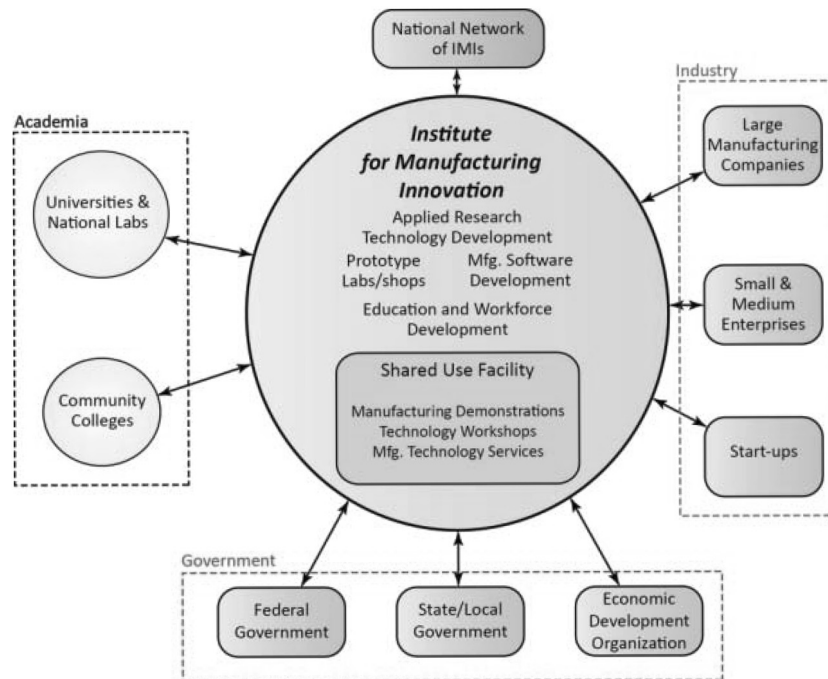 National Network
of IMIs
Industry
Academia
Institute
for Manufacturing
Innovation
Large
Manufacturing
Companies
Universities &
National Labs
Applied Research
Technology Development
Prototype
Labs/shops
Mfg. Software
Development
Small &
Medium
Enterprises
Education and Workforce
Development
Shared Use Facility
Community
Colleges
Manufacturing Demonstrations
Technology Workshops
Mfg. Technology Services
Start-ups
Government
Federal
Government
State/Local
Government
Economic
Development
Organization